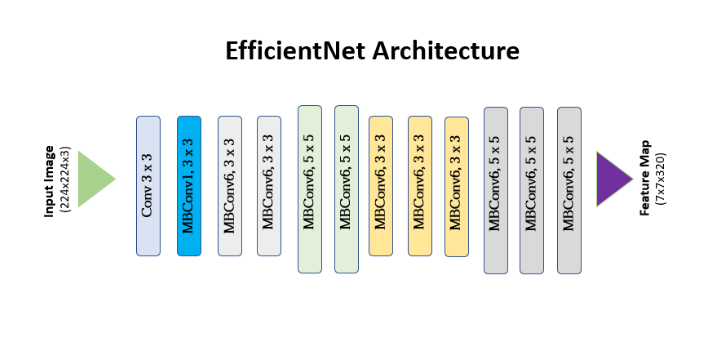 EfficientNet Architecture
Input Image
(224x224x3)
Conv 3 x 3
MBConv1, 3 x 3
MBConv6, 3 x 3
MBConv6, 3 x 3
MBConv6, 5 x 5
MBConv6, 5 x 5
MBConv6, 3 x 3
MBConv6, 3 x 3
MBConv6, 3 x 3
MBConv6, 5 x 5
MBConv6, 5 x 5
MBConv6, 5 x 5
Feature Map
(7x7x320)